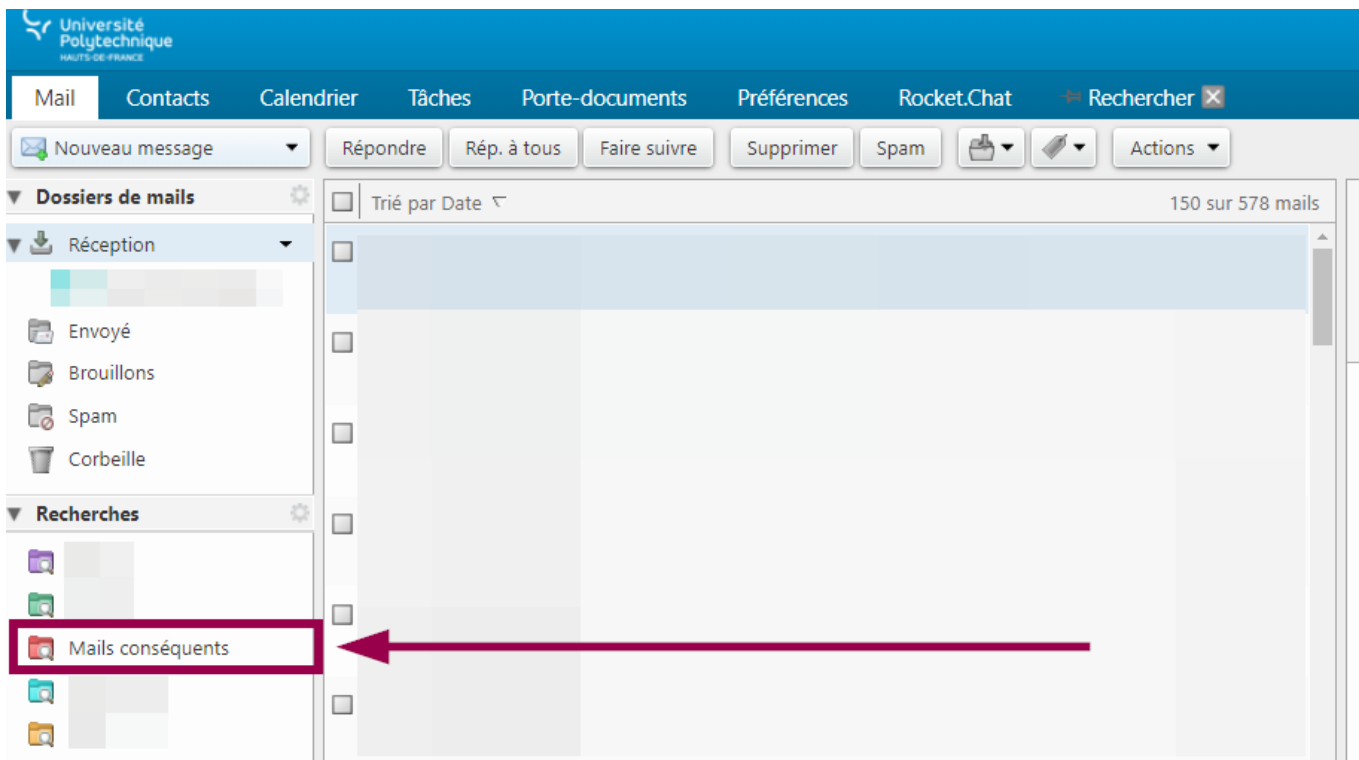 Université
Polytechnique
HAUTS-DE-FRANCE
Mail Contacts Calendrier Tâches Porte-documents Préférences Rocket.Chat Rechercher
Nouveau message Répondre Rép. à tous Faire suivre Supprimer Spam Actions
Dossiers de mails
Trié par Date 150 sur 578 mails
Réception
Envoyé
Brouillons
Spam
Corbeille
Recherches
Mails conséquents